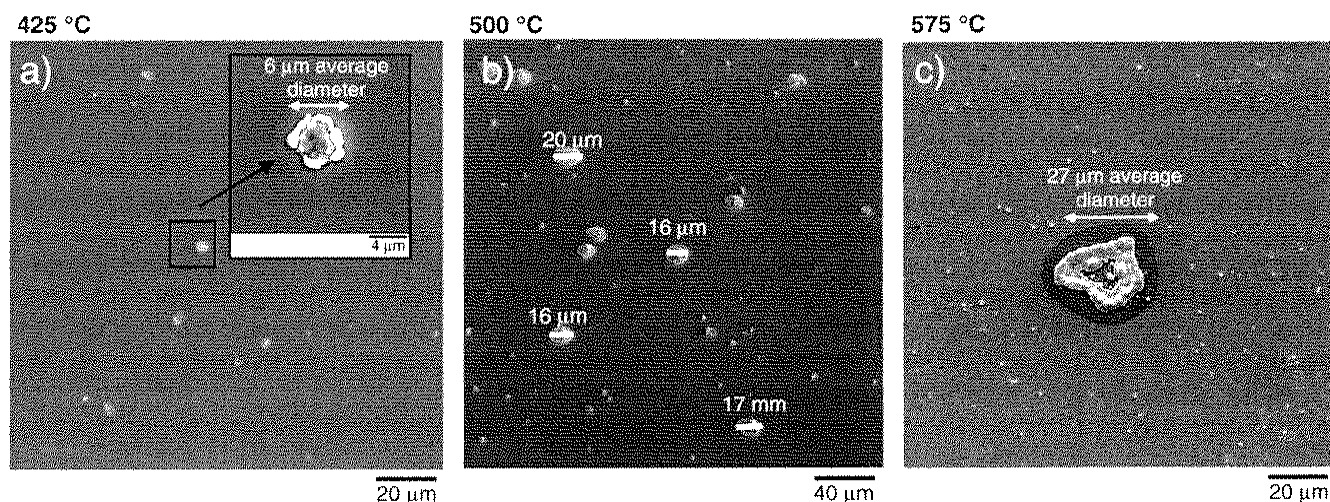 425 °C
a)
6 μm average
diameter
4 μm
20 μm
500 °C
b)
20 μm
16 μm
16 μm
17 mm
40 μm
575 °C
c)
27 μm average
diameter
20 μm